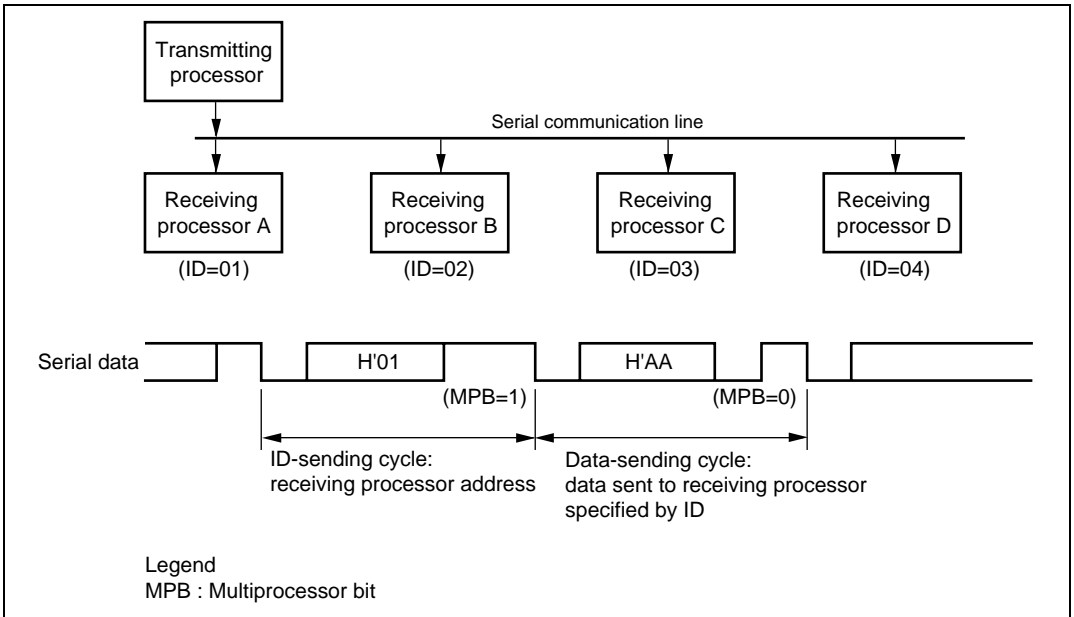 Transmitting
processor
Serial communication line
Receiving
processor A
Receiving
processor B
Receiving
processor C
Receiving
processor D
(ID=01)
(ID=02)
(ID=03)
(ID=04)
Serial data
H'01
H'AA
(MPB=1)
(MPB=0)
ID-sending cycle:
receiving processor address
Data-sending cycle:
data sent to receiving processor
specified by ID
Legend
MPB : Multiprocessor bit